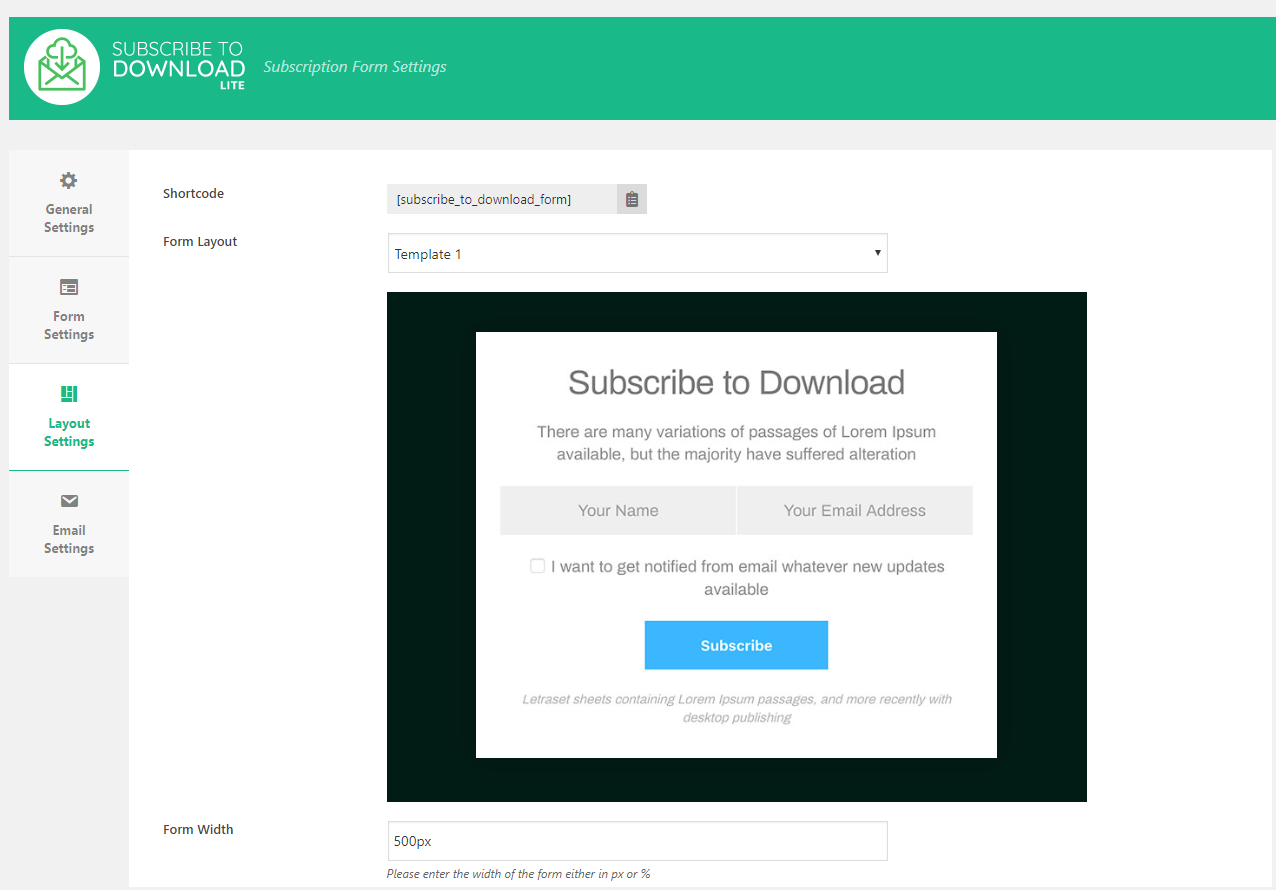 SUBSCRIBE TO
DOWNLOAD
LITE
Subscription Form Settings
General
Settings
Form
Settings
Layout
Settings
Email
Settings
Shortcode
[subscribe_to_download_form]
Form Layout
Template 1
Subscribe to Download
There are many variations of passages of Lorem Ipsum
available, but the majority have suffered alteration
Your Name
Your Email Address
I want to get notified from email whatever new updates
available
Subscribe
Letraset sheets containing Lorem Ipsum passages, and more recently with
desktop publishing
Form Width
500px
Please enter the width of the form either in px or %